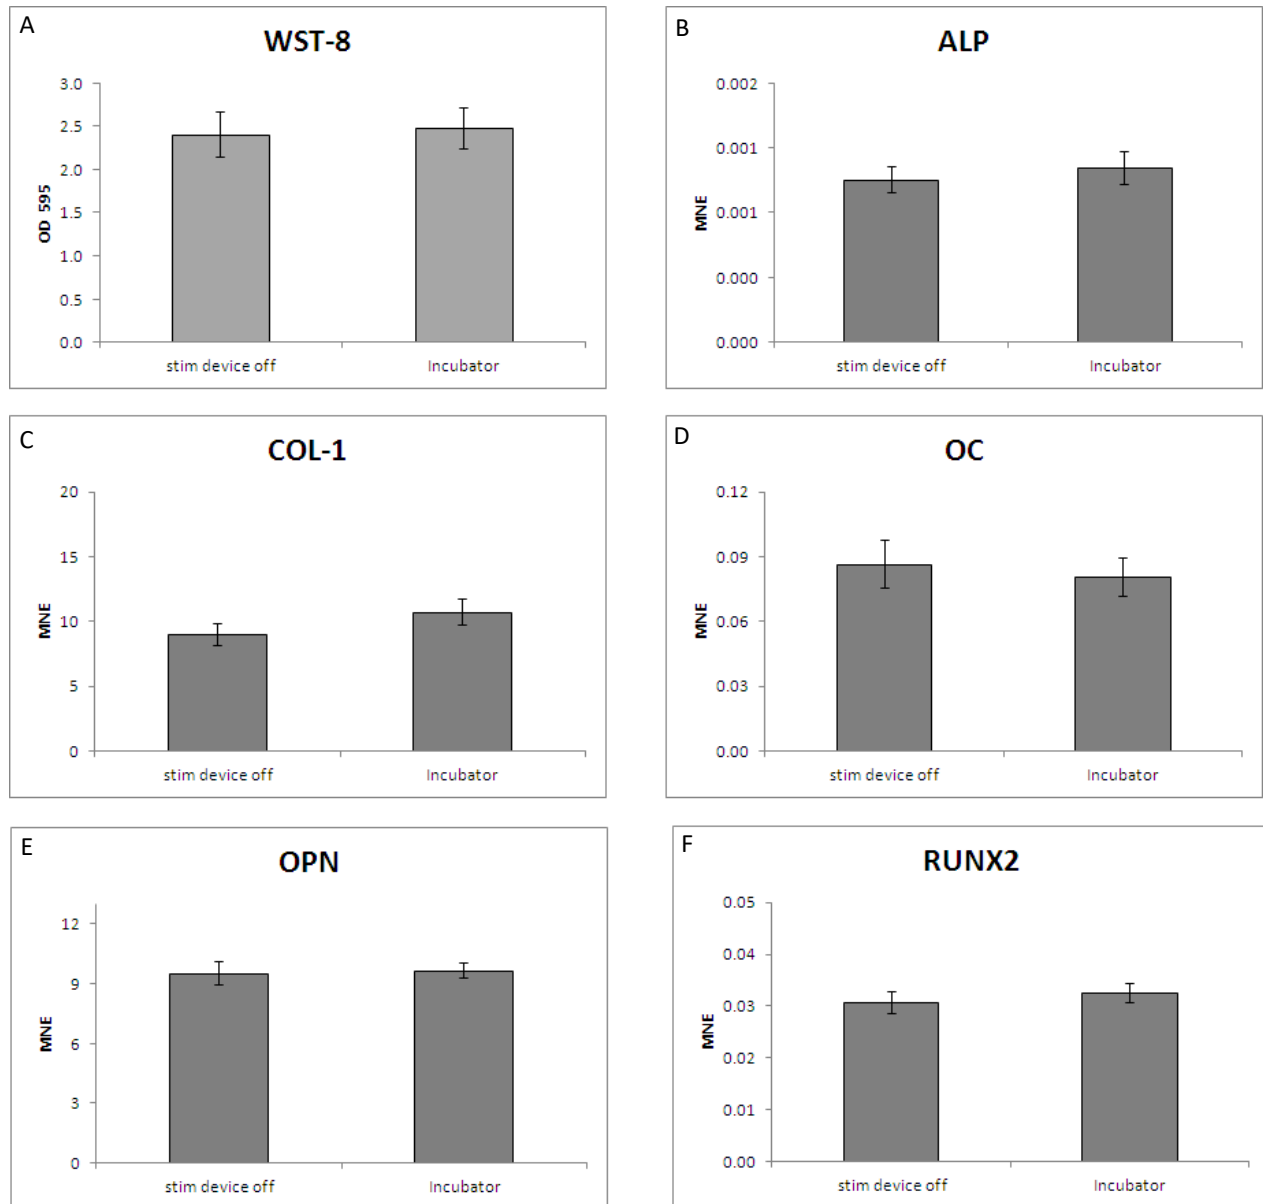 A
WST-8
OD 595
3.0
2.5
2.0
1.5
1.0
0.5
0.0
stim device off Incubator
B
ALP
MNE
0.002
0.001
0.001
0.000
0.000
stim device off Incubator
C
COL-1
MNE
20
15
10
5
0
stim device off Incubator
D
OC
MNE
0.12
0.09
0.06
0.03
0.00
stim device off Incubator
E
OPN
MNE
12
9
6
3
0
stim device off Incubator
F
RUNX2
MNE
0.05
0.04
0.03
0.02
0.01
0.00
stim device off Incubator